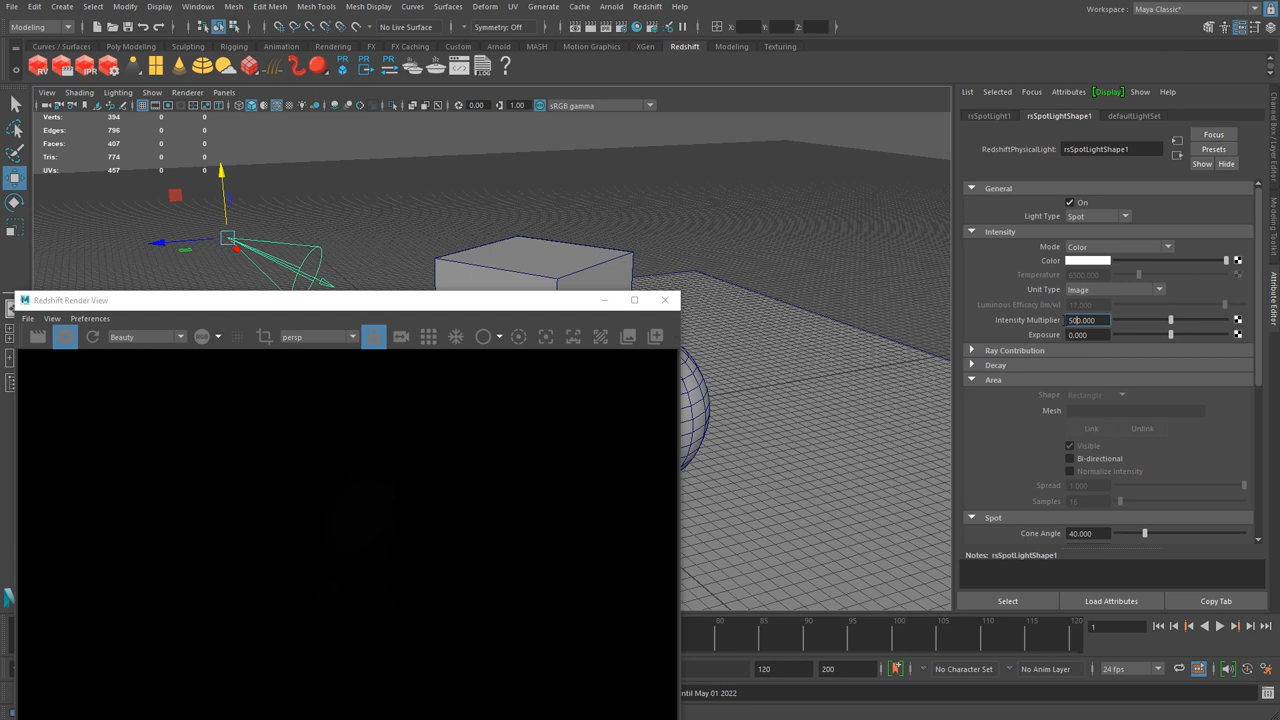 File Edit Create Select Modify Display Windows Mesh Edit Mesh Mesh Tools Mesh Display Curves Surfaces Deform UV Generate Cache Arnold Redshift Help Workspace: Maya Classic*
Modeling No Live Surface Symmetry: Off X: Y: Z:
Curves / Surfaces Poly Modeling Sculpting Rigging Animation Rendering FX FX Caching Custom Arnold MASH Motion Graphics XGen Redshift Modeling Texturing
RV IPR PR PR PR LOG
View Shading Lighting Show Renderer Panels
0.00 1.00 sRGB gamma
Verts: 394 0 0
Edges: 796 0 0
Faces: 407 0 0
Tris: 774 0 0
UVs: 457 0 0
Redshift Render View
File View Preferences
Beauty persp
List Selected Focus Attributes Display Show Help
rsSpotLight1 rsSpotLightShape1 defaultLightSet
RedshiftPhysicalLight: rsSpotLightShape1
Focus
Presets
Show Hide
General
On
Light Type Spot
Intensity
Mode Color
Color
Temperature 6500.000
Unit Type Image
Luminous Efficacy (lm/w) 17.000
Intensity Multiplier 500.000
Exposure 0.000
Ray Contribution
Decay
Area
Shape Rectangle
Mesh
Link Unlink
Visible
Bi-directional
Normalize Intensity
Spread 1.000
Samples 16
Spot
Cone Angle 40.000
Notes: rsSpotLightShape1
Select Load Attributes Copy Tab
Channel Box / Layer Editor
Modeling Toolkit
Attribute Editor
80 85 90 95 100 105 110 115 120
1
120 200 No Character Set No Anim Layer 24 fps
until May 01 2022